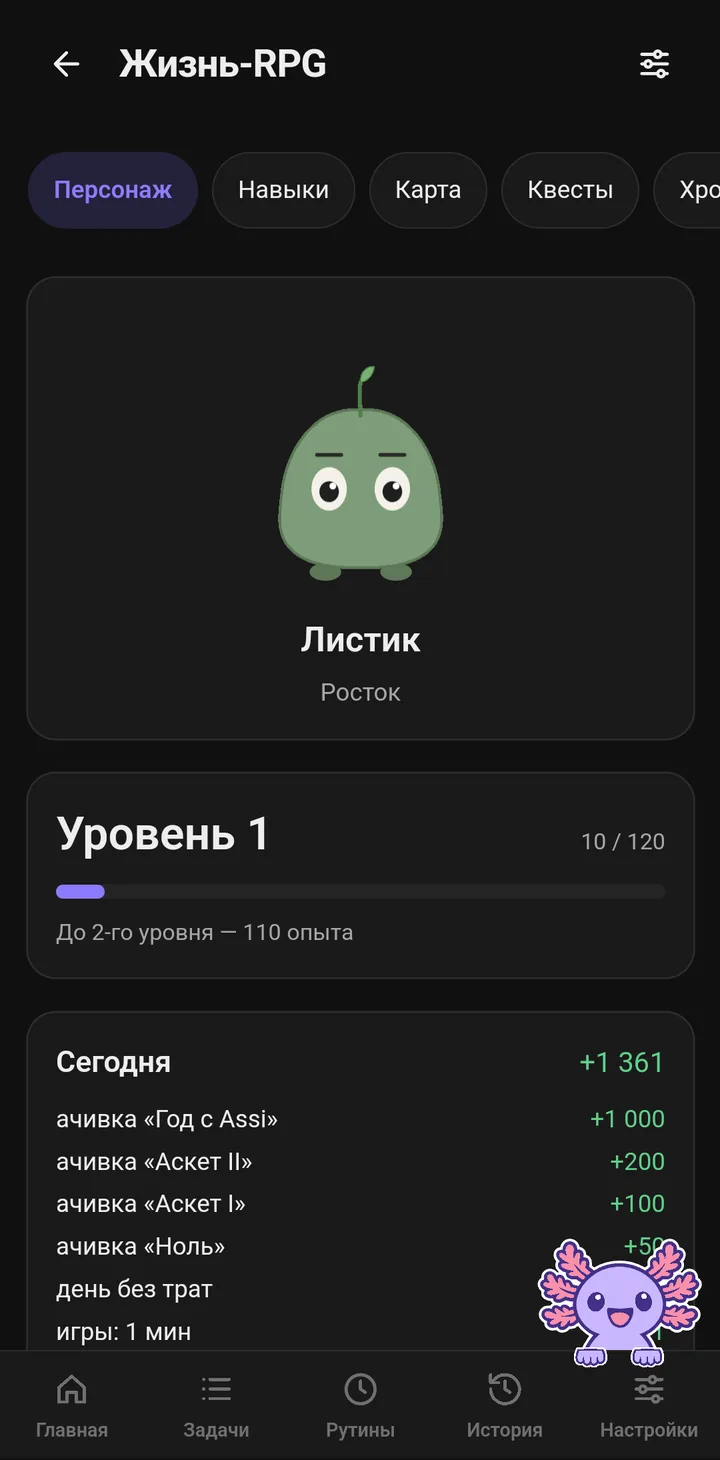 Жизнь-RPG
Персонаж Навыки Карта Квесты Хро
Листик
Росток
Уровень 1 10 / 120
До 2-го уровня — 110 опыта
Сегодня +1 361
ачивка «Год с Assi» +1 000
ачивка «Аскет II» +200
ачивка «Аскет I» +100
ачивка «Ноль» +50
день без трат
игры: 1 мин
Главная Задачи Рутины История Настройки